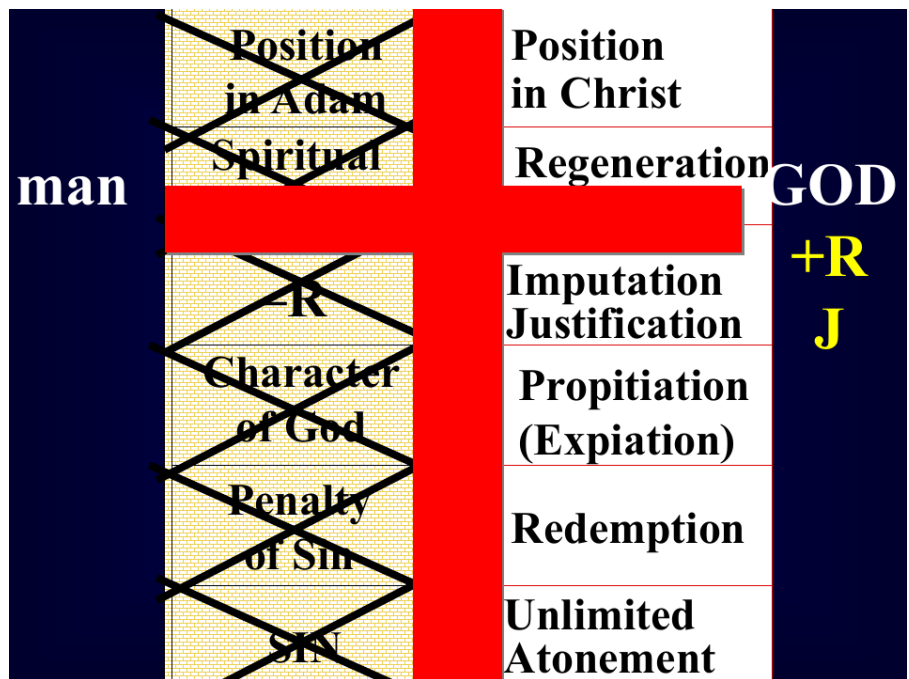 man
Position
in Adam
Spiritual
–R
Character
of God
Penalty
of Sin
SIN
Position
in Christ
Regeneration
Imputation
Justification
Propitiation
(Expiation)
Redemption
Unlimited
Atonement
GOD
+R
J